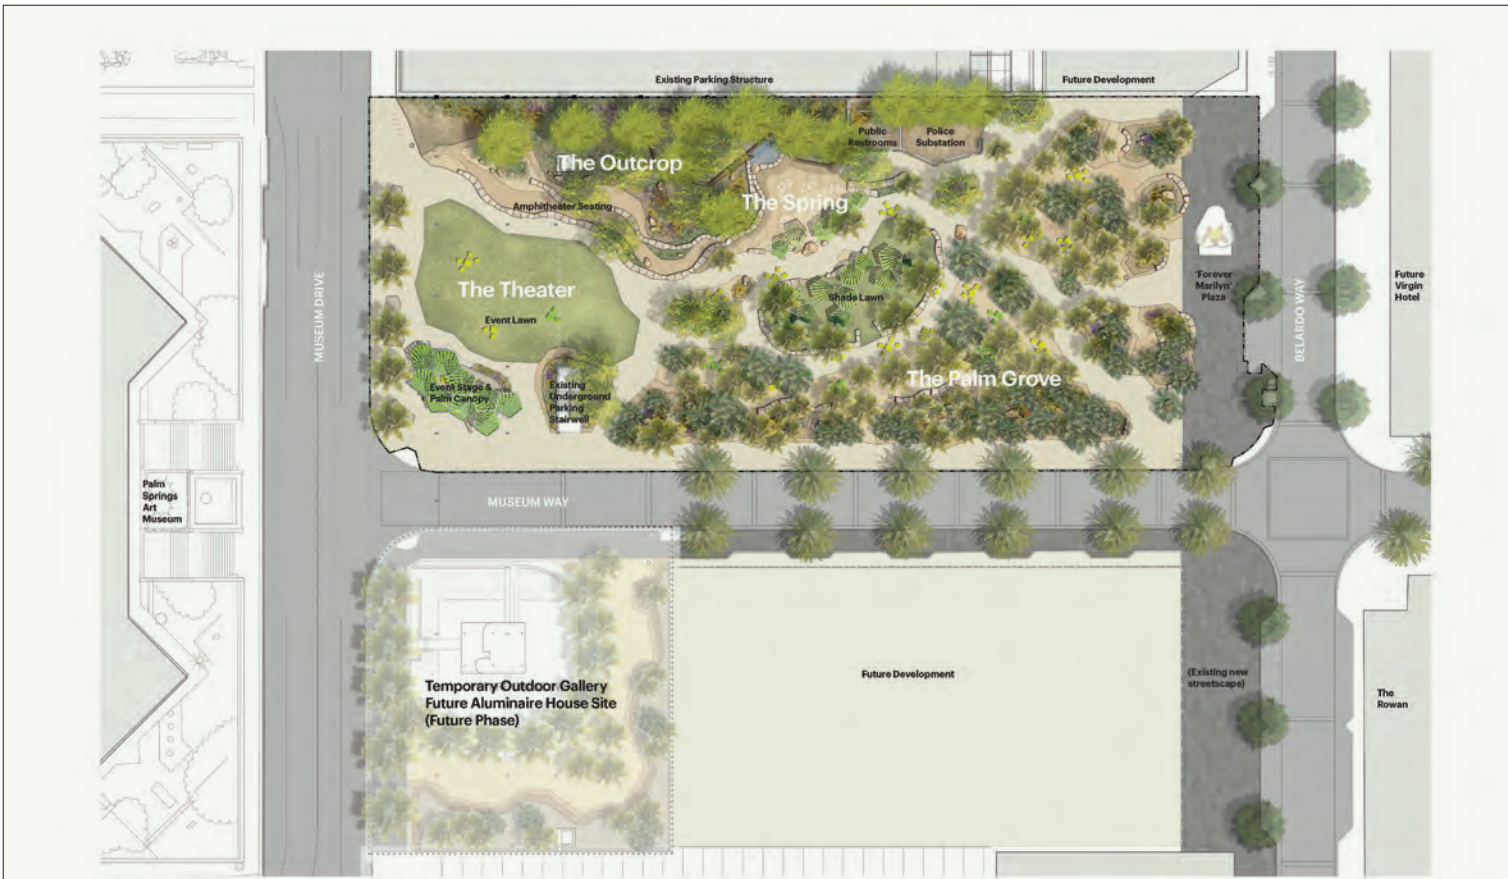 Existing Parking Structure
Future Development
Public
Restrooms
Police
Substation
The Outcrop
The Spring
Amphitheater Seating
The Theater
Event Lawn
Shade Lawn
'Forever
Marilyn'
Plaza
Future
Virgin
Hotel
MUSEUM DRIVE
BELARDO WAY
The Palm Grove
Event Stage &
Palm Canopy
Existing
Underground
Parking
Stairwell
Palm
Springs
Art
Museum
MUSEUM WAY
Temporary Outdoor Gallery
Future Aluminaire House Site
(Future Phase)
Future Development
(Existing new
streetscape)
The
Rowan